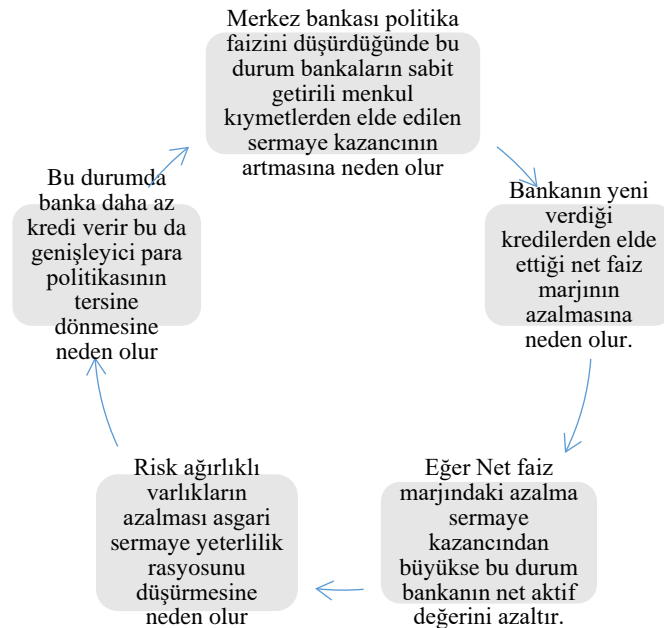 Merkez bankası politika
faizini düşürdüğünde bu
durum bankaların sabit
getirili menkul
kıymetlerden elde edilen
sermaye kazancının
artmasına neden olur
Bankanın yeni
verdiği
kredilerden elde
ettiği net faiz
marjının
azalmasına
neden olur.
Eğer Net faiz
marjındaki azalma
sermaye
kazancından
büyükse bu durum
bankanın net aktif
değerini azaltır.
Risk ağırlıklı
varlıkların
azalması asgari
sermaye yeterlilik
rasyosunu
düşürmesine
neden olur
Bu durumda
banka daha az
kredi verir bu da
genişleyici para
politikasının
tersine
dönmesine
neden olur